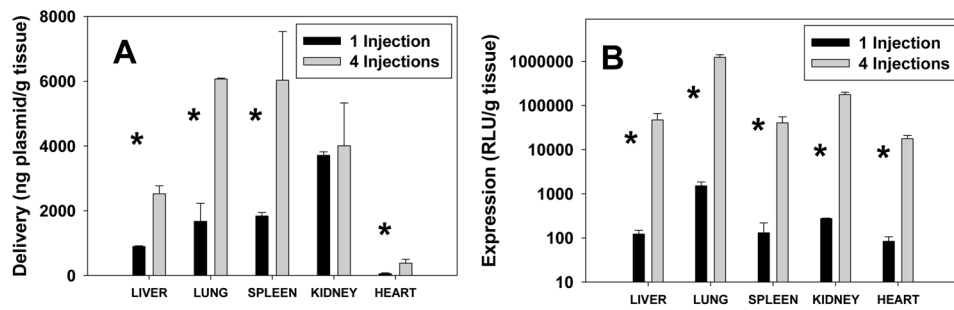 A
1 Injection
4 Injections
Delivery (ng plasmid/g tissue)
8000
6000
4000
2000
0
*
*
*
*
LIVER LUNG SPLEEN KIDNEY HEART
B
1 Injection
4 Injections
Expression (RLU/g tissue)
1000000
100000
10000
1000
100
10
*
*
*
*
*
LIVER LUNG SPLEEN KIDNEY HEART